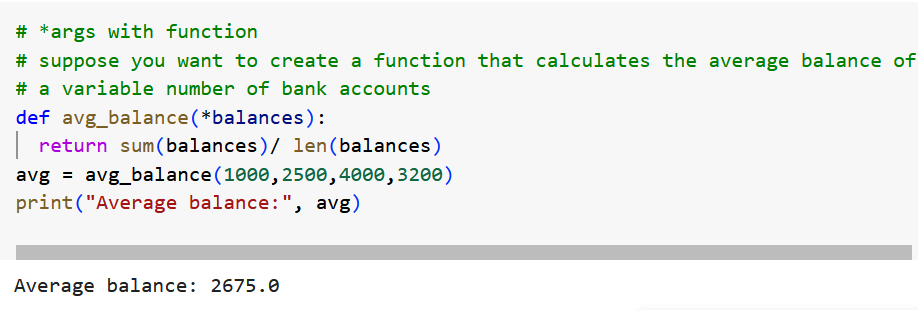 # *args with function
# suppose you want to create a function that calculates the average balance of
# a variable number of bank accounts
def avg_balance(*balances):
  return sum(balances)/ len(balances)
avg = avg_balance(1000,2500,4000,3200)
print("Average balance:", avg)
Average balance: 2675.0